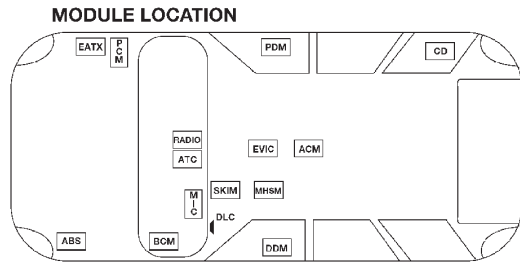 MODULE LOCATION
EATX
PCM
PDM
CD
RADIO
ATC
EVIC
ACM
MIC
SKIM
MHSM
DLC
ABS
BCM
DDM